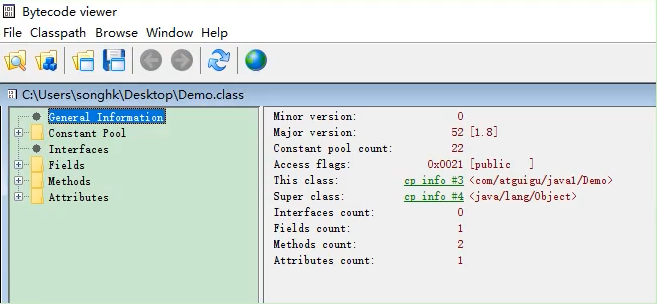 Bytecode viewer
File Classpath Browse Window Help
C:\Users\songhk\Desktop\Demo.class
General Information
Constant Pool
Interfaces
Fields
Methods
Attributes
Minor version: 0
Major version: 52 [1.8]
Constant pool count: 22
Access flags: 0x0021 [public ]
This class: cp info #3 <com/atguigu/java1/Demo>
Super class: cp info #4 <java/lang/Object>
Interfaces count: 0
Fields count: 1
Methods count: 2
Attributes count: 1